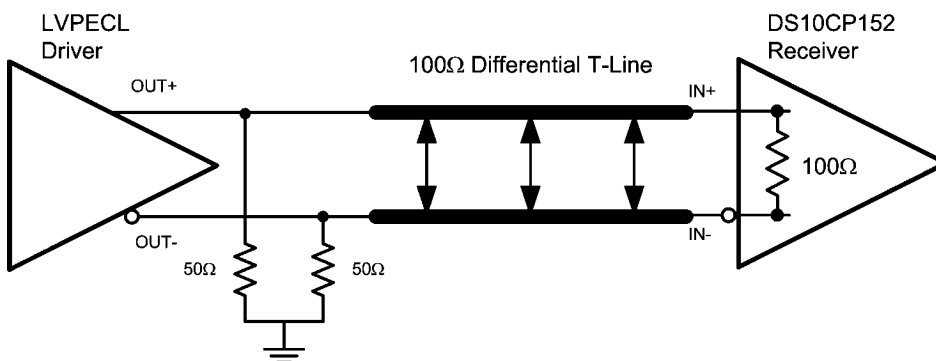 LVPECL
Driver
DS10CP152
Receiver
100Ω Differential T-Line
OUT+
IN+
100Ω
OUT-
IN-
50Ω
50Ω